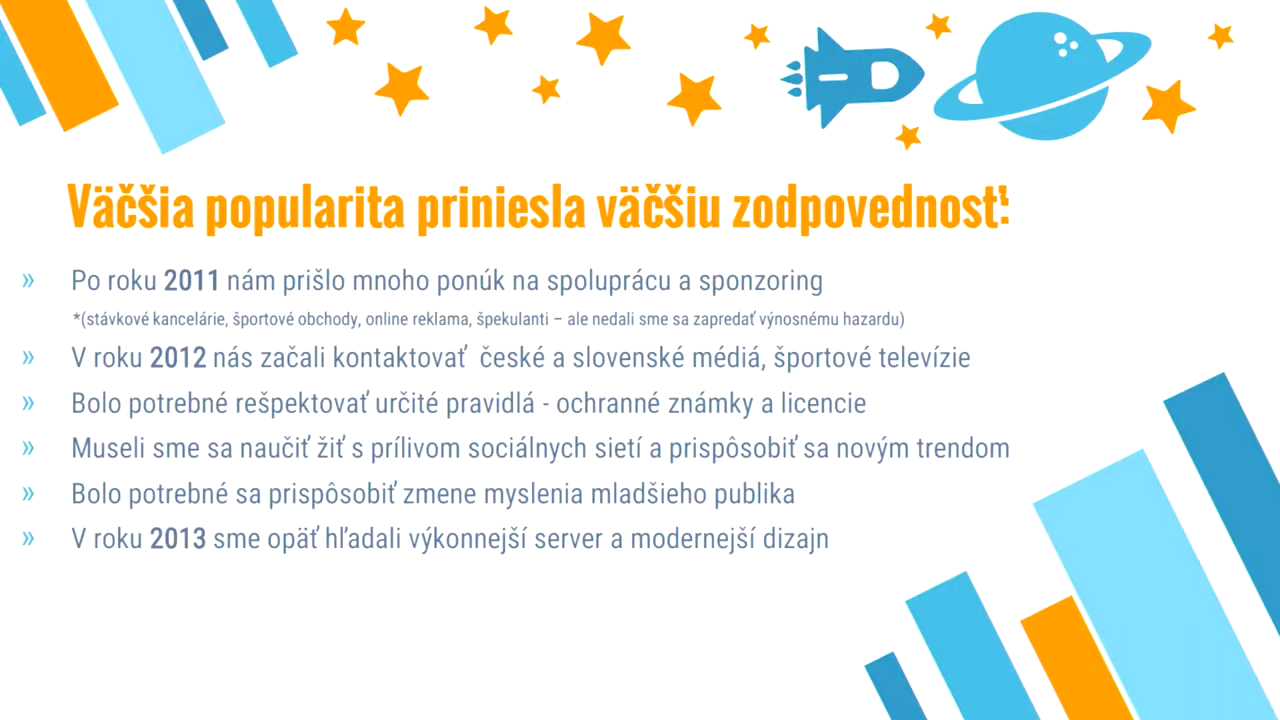 Väčšia popularita priniesla väčšiu zodpovednosť:
» Po roku 2011 nám prišlo mnoho ponúk na spoluprácu a sponzoring
*(stávkové kancelárie, športové obchody, online reklama, špekulanti – ale nedali sme sa zapredať výnosnému hazardu)
» V roku 2012 nás začali kontaktovať české a slovenské médiá, športové televízie
» Bolo potrebné rešpektovať určité pravidlá - ochranné známky a licencie
» Museli sme sa naučiť žiť s prílivom sociálnych sietí a prispôsobiť sa novým trendom
» Bolo potrebné sa prispôsobiť zmene myslenia mladšieho publika
» V roku 2013 sme opäť hľadali výkonnejší server a modernejší dizajn